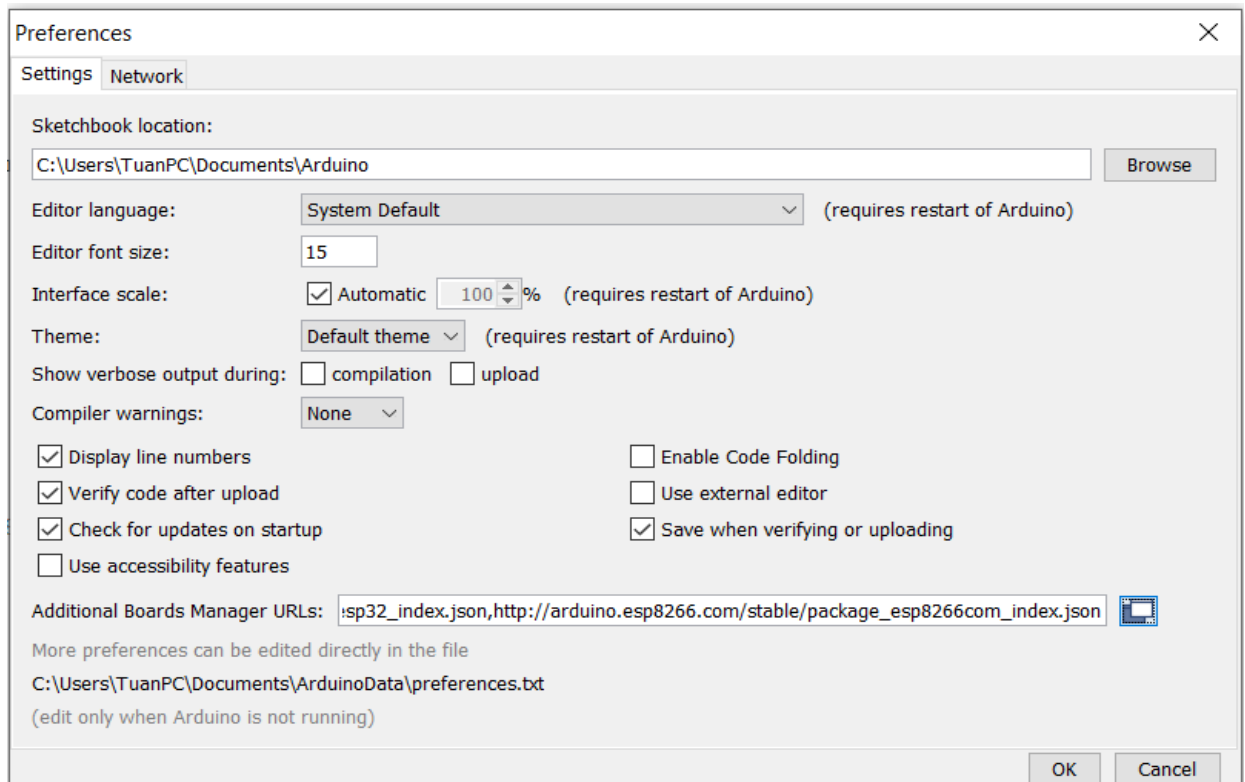 Preferences
Settings Network
Sketchbook location:
C:\Users\TuanPC\Documents\Arduino Browse
Editor language: System Default (requires restart of Arduino)
Editor font size: 15
Interface scale: Automatic 100 % (requires restart of Arduino)
Theme: Default theme (requires restart of Arduino)
Show verbose output during: compilation upload
Compiler warnings: None
Display line numbers Enable Code Folding
Verify code after upload Use external editor
Check for updates on startup Save when verifying or uploading
Use accessibility features
Additional Boards Manager URLs: sp32_index.json,http://arduino.esp8266.com/stable/package_esp8266com_index.json
More preferences can be edited directly in the file
C:\Users\TuanPC\Documents\ArduinoData\preferences.txt
(edit only when Arduino is not running)
OK Cancel